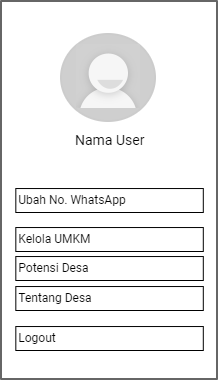 Nama User
Ubah No. WhatsApp
Kelola UMKM
Potensi Desa
Tentang Desa
Logout